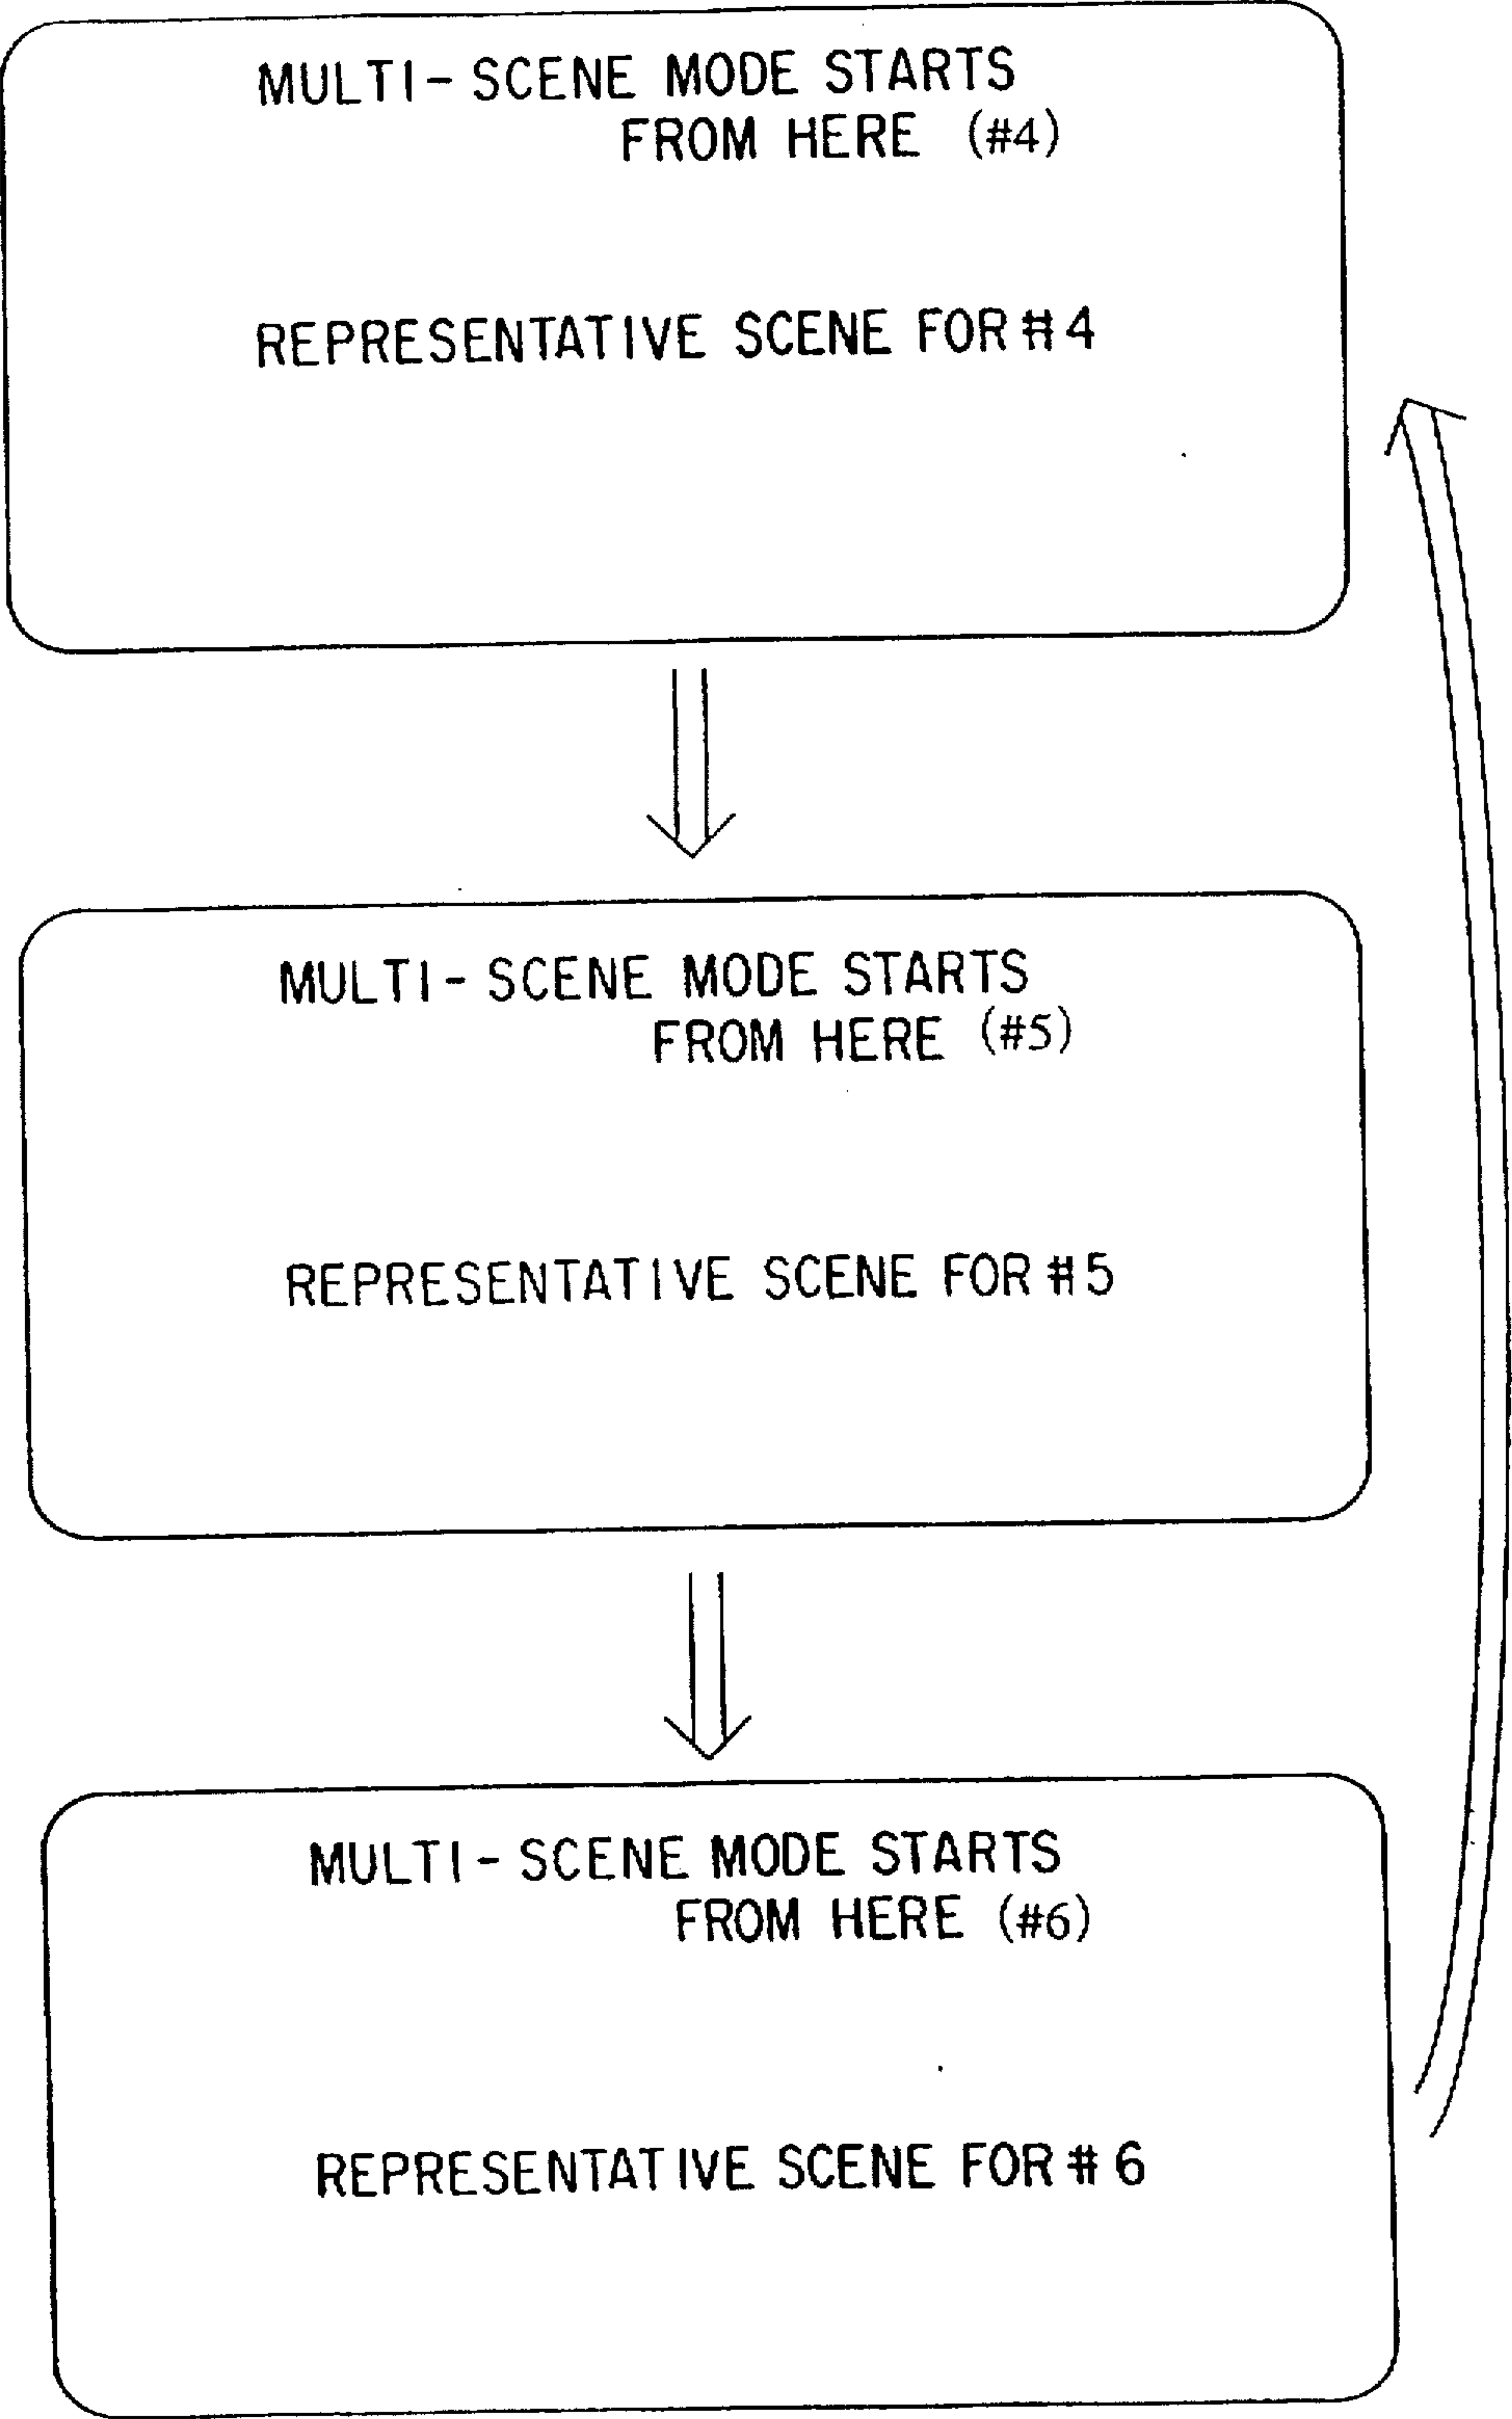 MULTI-SCENE MODE STARTS
FROM HERE (#4)
REPRESENTATIVE SCENE FOR #4
MULTI-SCENE MODE STARTS
FROM HERE (#5)
REPRESENTATIVE SCENE FOR #5
MULTI-SCENE MODE STARTS
FROM HERE (#6)
REPRESENTATIVE SCENE FOR #6